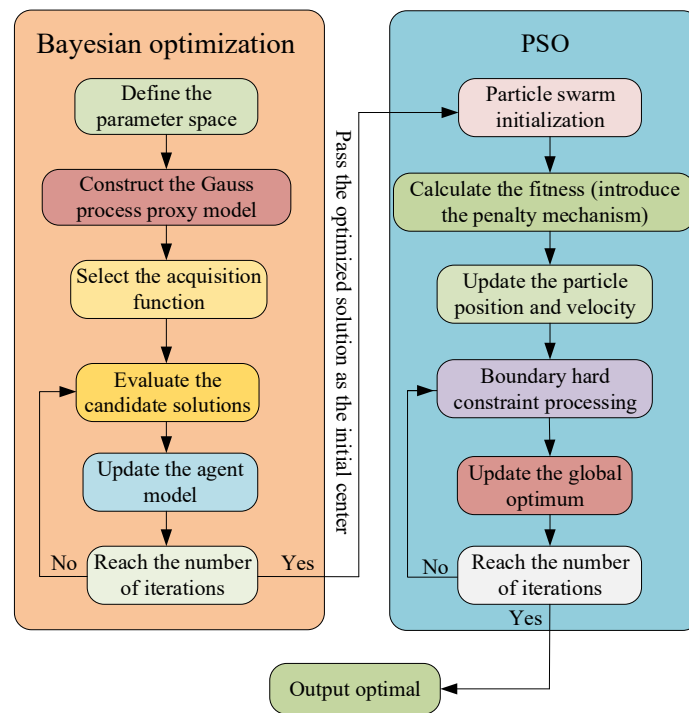 Bayesian optimization
Define the
parameter space
Construct the Gauss
process proxy model
Select the acquisition
function
Evaluate the
candidate solutions
Update the agent
model
Reach the number
of iterations
No
Yes
Pass the optimized solution as the initial center
PSO
Particle swarm
initialization
Calculate the fitness (introduce
the penalty mechanism)
Update the particle
position and velocity
Boundary hard
constraint processing
Update the global
optimum
Reach the number
of iterations
No
Yes
Output optimal